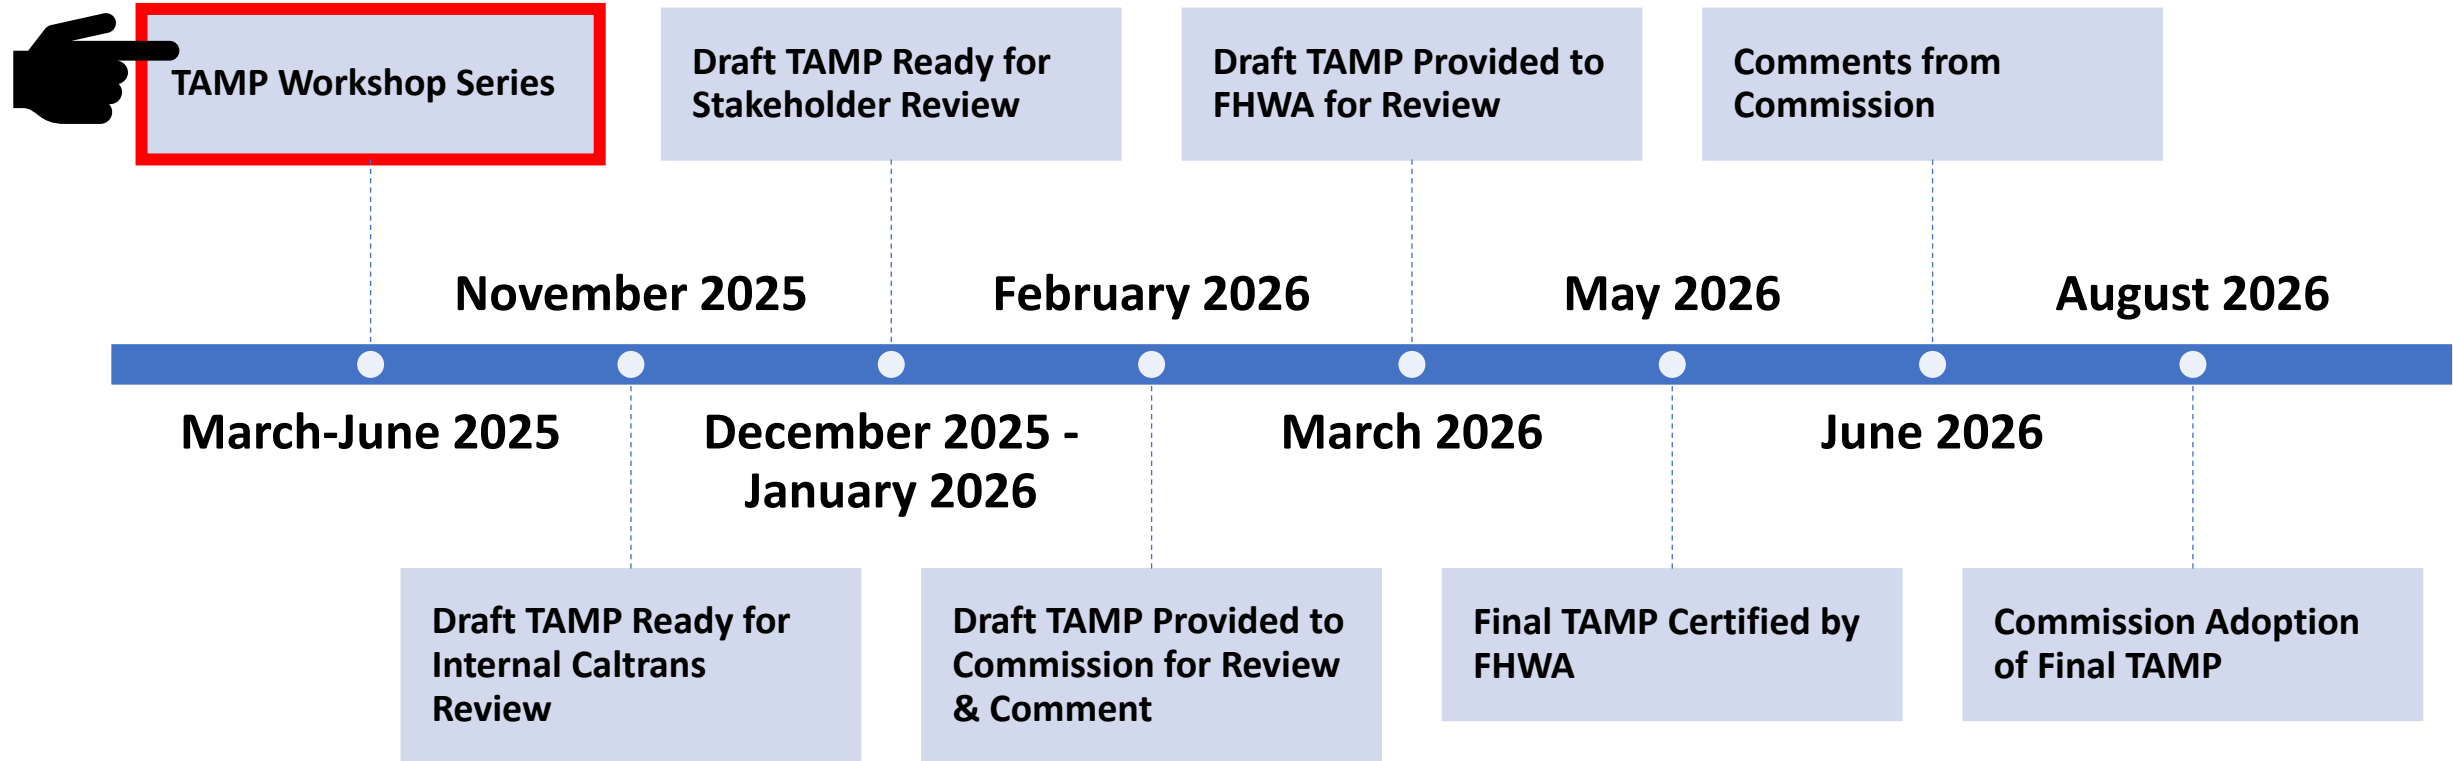 TAMP Workshop Series
Draft TAMP Ready for
Stakeholder Review
Draft TAMP Provided to
FHWA for Review
Comments from
Commission
November 2025
February 2026
May 2026
August 2026
March-June 2025
December 2025 -
January 2026
March 2026
June 2026
Draft TAMP Ready for
Internal Caltrans
Review
Draft TAMP Provided to
Commission for Review
& Comment
Final TAMP Certified by
FHWA
Commission Adoption
of Final TAMP